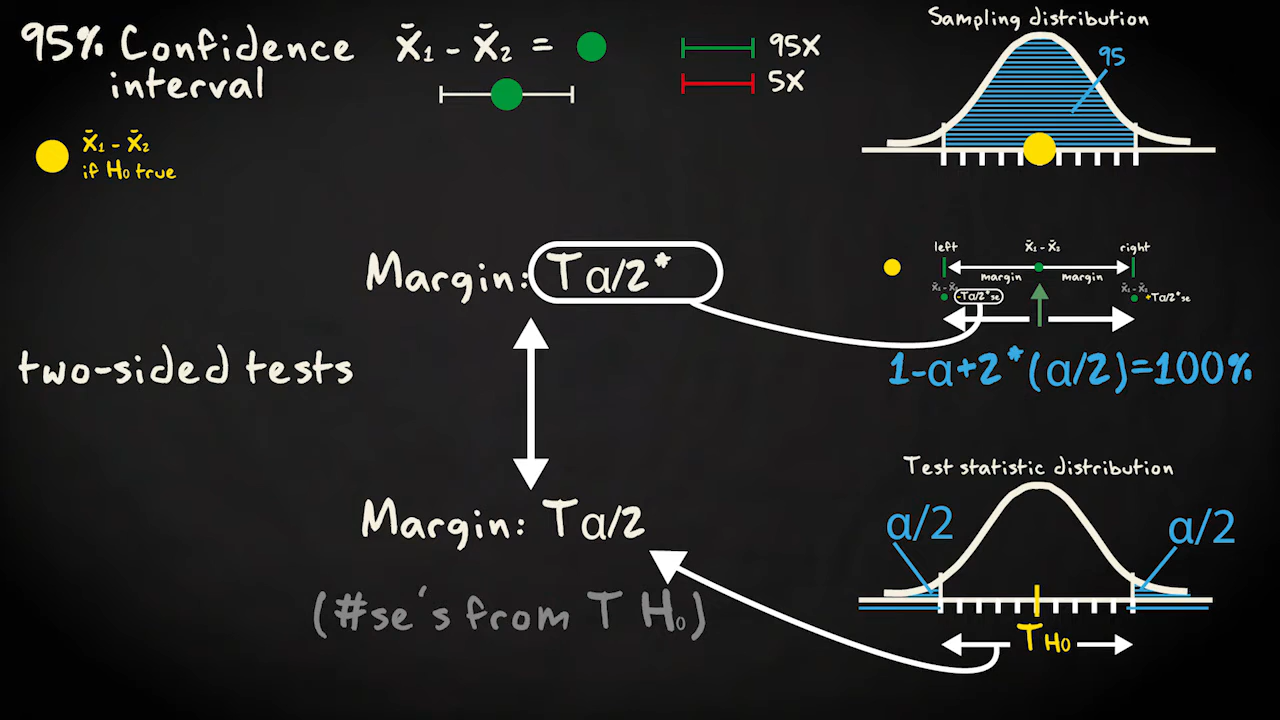 95% Confidence
interval
x̄₁ - x̄₂ =
95X
5X
Sampling distribution
95
x̄₁ - x̄₂
if H₀ true
left
x̄₁ - x̄₂
right
margin
margin
-Tα/2*se
+Tα/2*se
Margin: Tα/2*
1-α+2*(α/2)=100%
two-sided tests
Test statistic distribution
α/2
α/2
Margin: Tα/2
(#se's from T H₀)
T H₀